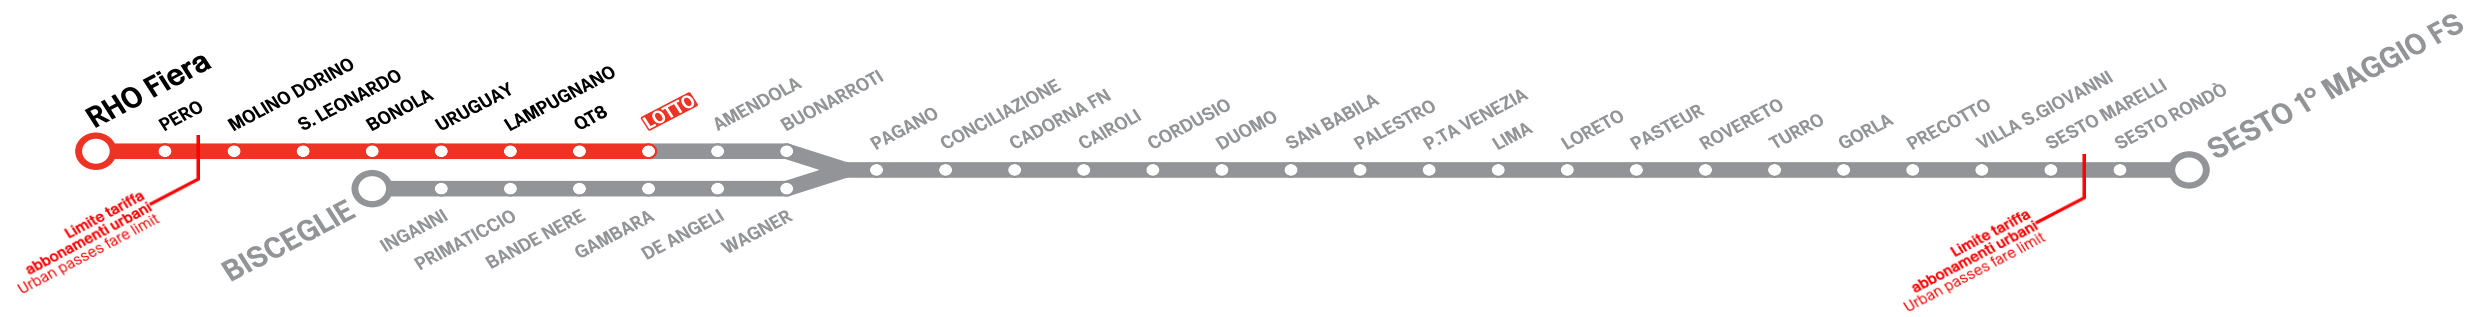 RHO Fiera
PERO
MOLINO DORINO
S. LEONARDO
BONOLA
URUGUAY
LAMPUGNANO
QT8
LOTTO
AMENDOLA
BUONARROTI
PAGANO
CONCILIAZIONE
CADORNA FN
CAIROLI
CORDUSIO
DUOMO
SAN BABILA
PALESTRO
P.TA VENEZIA
LIMA
LORETO
PASTEUR
ROVERETO
TURRO
GORLA
PRECOTTO
VILLA S.GIOVANNI
SESTO MARELLI
SESTO RONDÒ
SESTO 1° MAGGIO FS
Limite tariffa
abbonamenti urbani
Urban passes fare limit
BISCEGLIE
INGANNI
PRIMATICCIO
BANDE NERE
GAMBARA
DE ANGELI
WAGNER
Limite tariffa
abbonamenti urbani
Urban passes fare limit